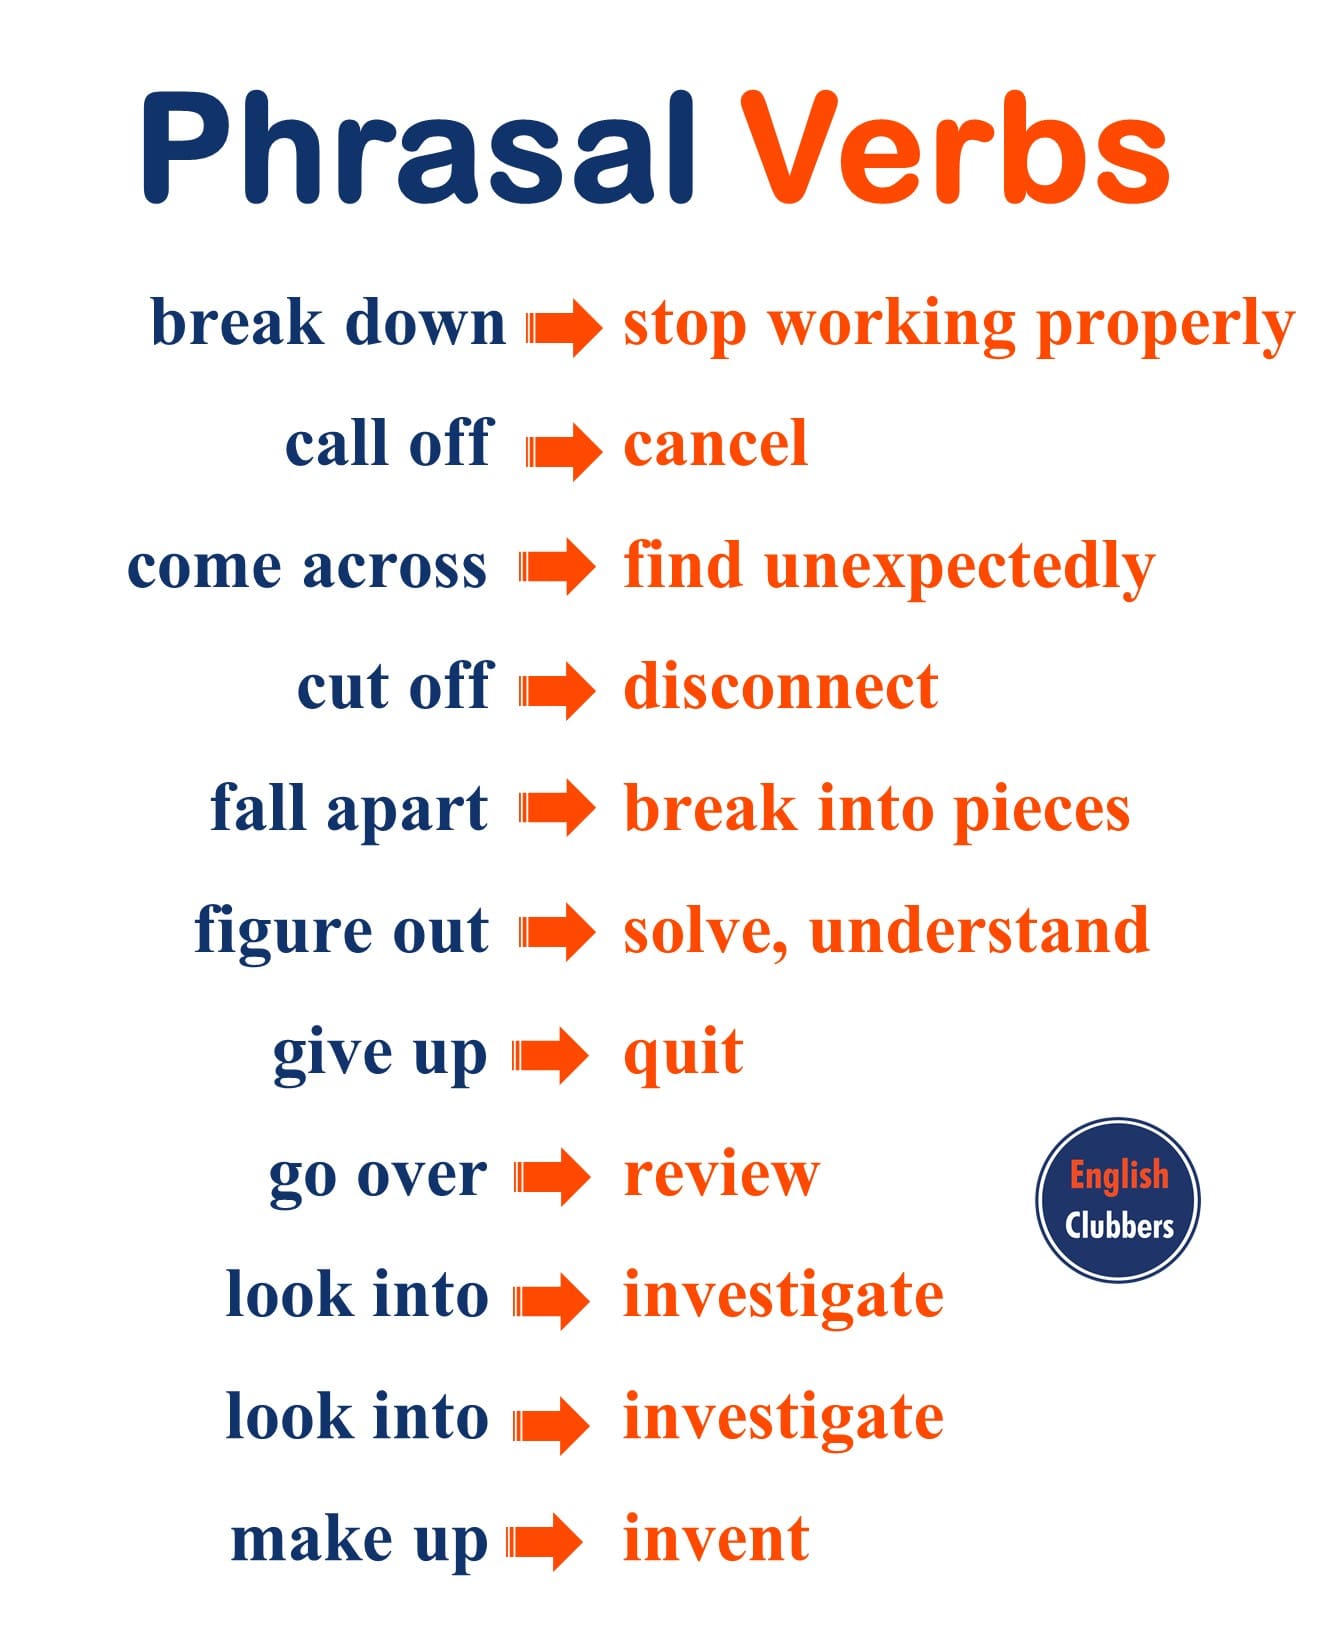 Phrasal Verbs
break down stop working properly
call off cancel
come across find unexpectedly
cut off disconnect
fall apart break into pieces
figure out solve, understand
give up quit
go over review
English
Clubbers
look into investigate
look into investigate
make up invent